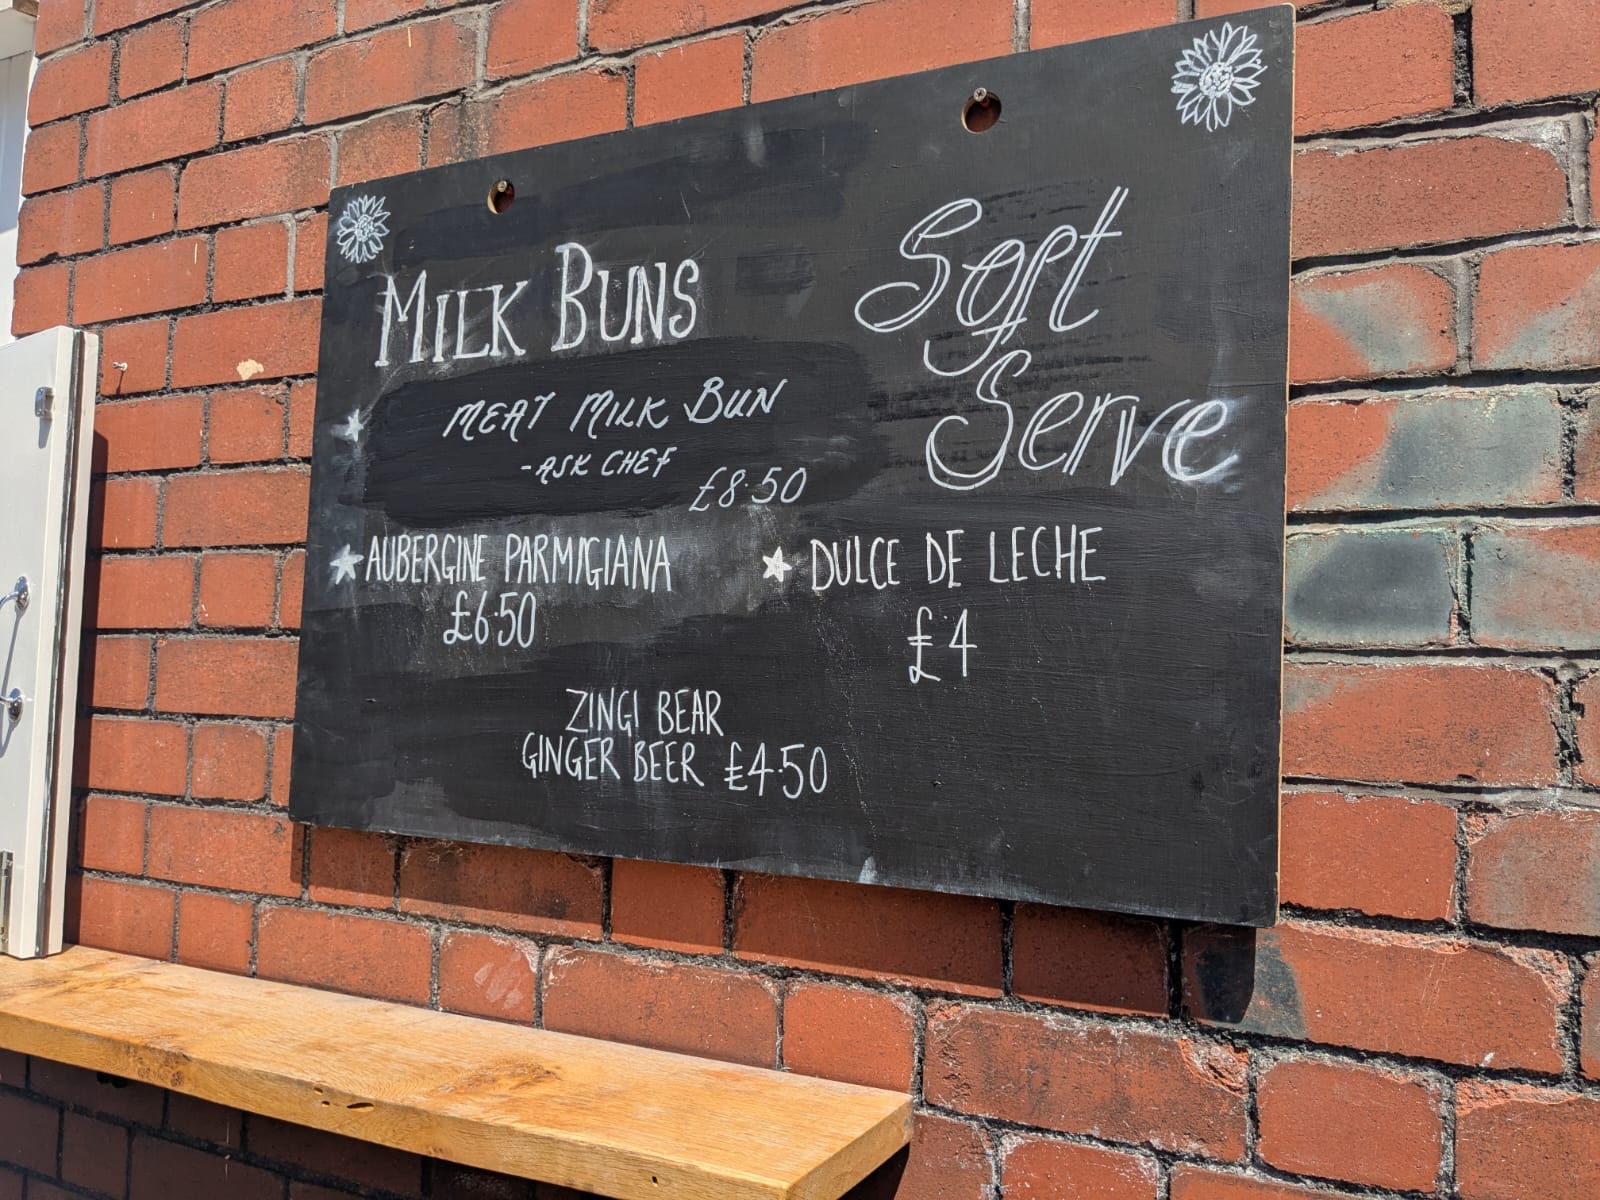 MILK BUNS
MEAT MILK BUN
-ASK CHEF
£8.50
AUBERGINE PARMIGIANA
£6.50
Soft
Serve
DULCE DE LECHE
£4
ZINGI BEAR
GINGER BEER £4.50